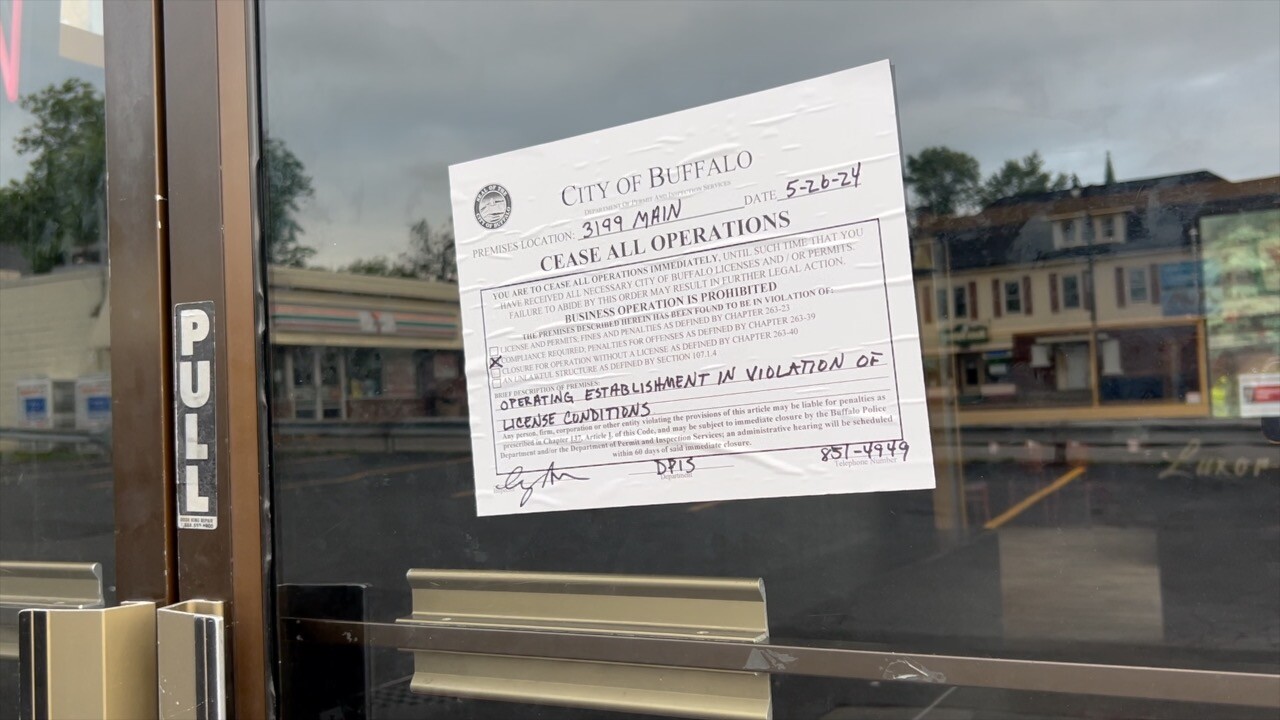 PULL
CITY OF BUFFALO
DEPARTMENT OF PERMIT AND INSPECTION SERVICES
PREMISES LOCATION: 3199 MAIN DATE 5-26-24
CEASE ALL OPERATIONS
YOU ARE TO CEASE ALL OPERATIONS IMMEDIATELY, UNTIL SUCH TIME THAT YOU
HAVE RECEIVED ALL NECESSARY CITY OF BUFFALO LICENSES AND / OR PERMITS.
FAILURE TO ABIDE BY THIS ORDER MAY RESULT IN FURTHER LEGAL ACTION.
BUSINESS OPERATION IS PROHIBITED
THE PREMISES DESCRIBED HEREIN HAS BEEN FOUND TO BE IN VIOLATION OF:
LICENSE AND PERMITS; FINES AND PENALTIES AS DEFINED BY CHAPTER 263-23
X COMPLIANCE REQUIRED; PENALTIES FOR OFFENSES AS DEFINED BY CHAPTER 263-39
CLOSURE FOR OPERATION WITHOUT A LICENSE AS DEFINED BY CHAPTER 263-40
AN UNLAWFUL STRUCTURE AS DEFINED BY SECTION 107.1.4
BRIEF DESCRIPTION OF PREMISES:
OPERATING ESTABLISHMENT IN VIOLATION OF
LICENSE CONDITIONS
Any person, firm, corporation or other entity violating the provisions of this article may be liable for penalties as
prescribed in Chapter 137, Article I, of this Code, and may be subject to immediate closure by the Buffalo Police
Department and/or the Department of Permit and Inspection Services; an administrative hearing will be scheduled
within 60 days of said immediate closure.
DPIS 851-4949
Department Telephone Number
Luxor